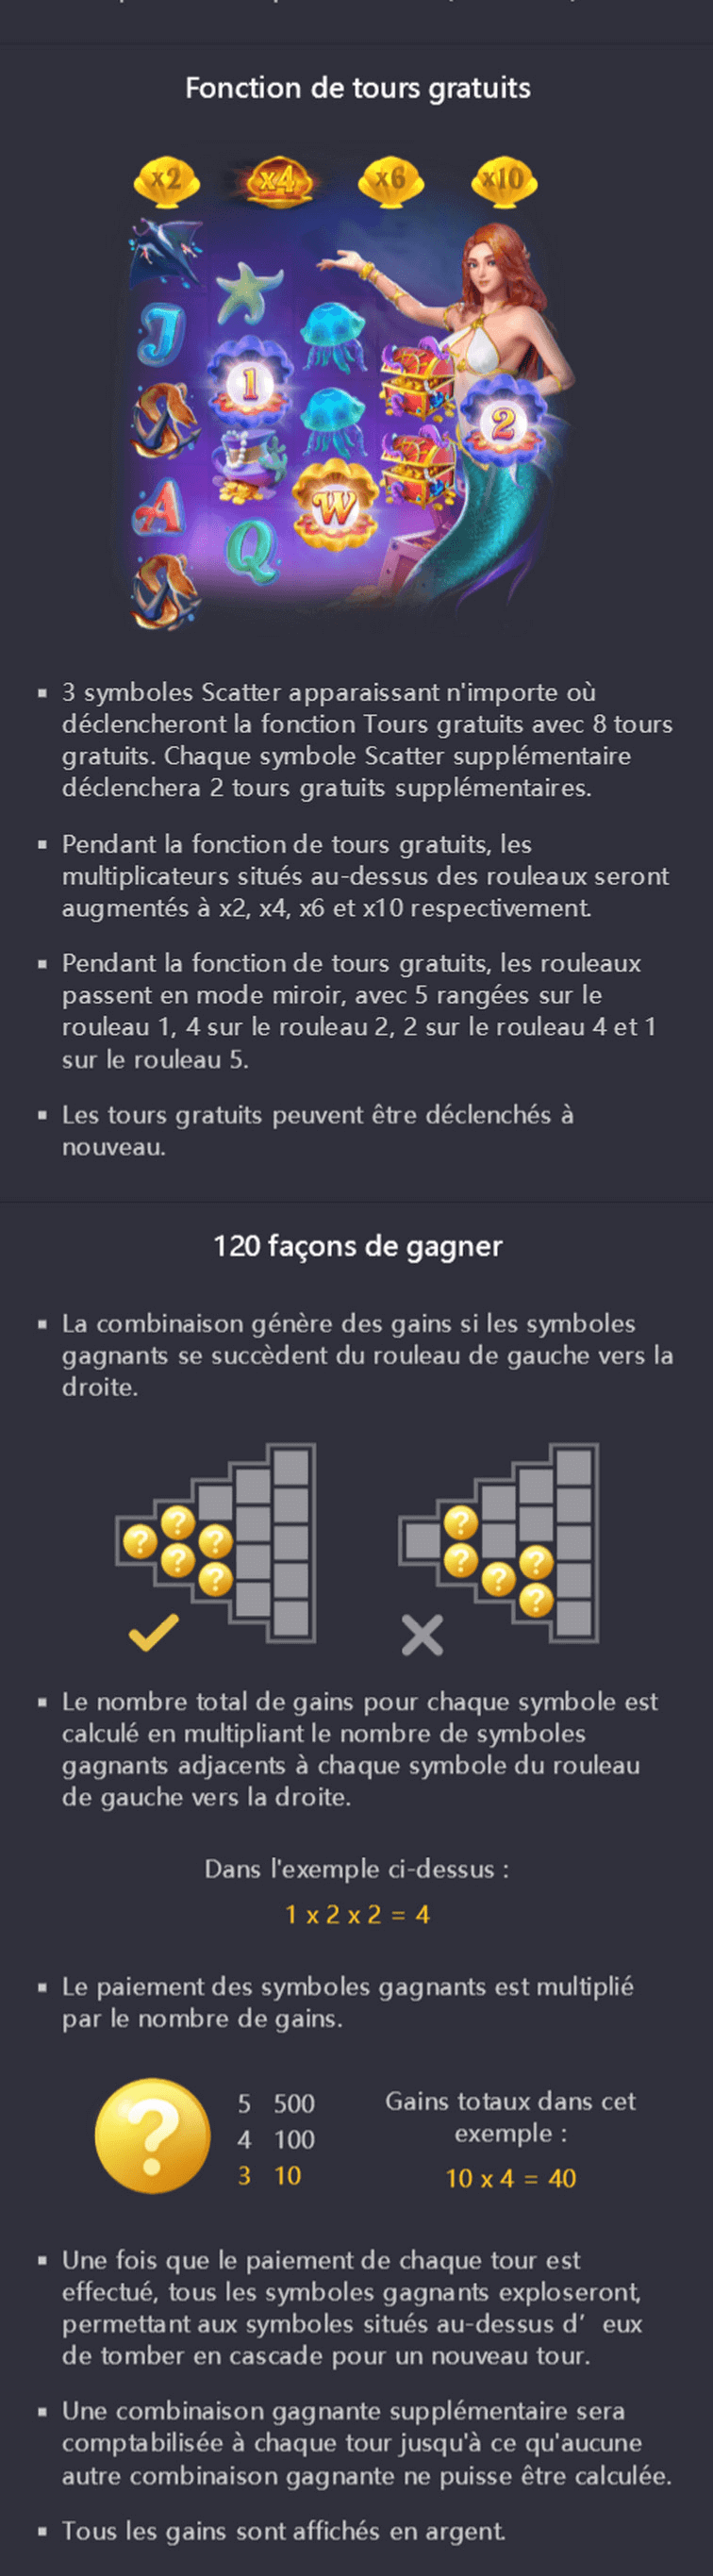 Fonction de tours gratuits
x2 x4 x6 x10
J
1
2
A
W
Q
▪ 3 symboles Scatter apparaissant n'importe où
déclencheront la fonction Tours gratuits avec 8 tours
gratuits. Chaque symbole Scatter supplémentaire
déclenchera 2 tours gratuits supplémentaires.
▪ Pendant la fonction de tours gratuits, les
multiplicateurs situés au-dessus des rouleaux seront
augmentés à x2, x4, x6 et x10 respectivement.
▪ Pendant la fonction de tours gratuits, les rouleaux
passent en mode miroir, avec 5 rangées sur le
rouleau 1, 4 sur le rouleau 2, 2 sur le rouleau 4 et 1
sur le rouleau 5.
▪ Les tours gratuits peuvent être déclenchés à
nouveau.
120 façons de gagner
▪ La combinaison génère des gains si les symboles
gagnants se succèdent du rouleau de gauche vers la
droite.
? ? ? ? ?
? ? ? ? ?
▪ Le nombre total de gains pour chaque symbole est
calculé en multipliant le nombre de symboles
gagnants adjacents à chaque symbole du rouleau
de gauche vers la droite.
Dans l'exemple ci-dessus :
1 x 2 x 2 = 4
▪ Le paiement des symboles gagnants est multiplié
par le nombre de gains.
?
5 500
4 100
3 10
Gains totaux dans cet
exemple :
10 x 4 = 40
▪ Une fois que le paiement de chaque tour est
effectué, tous les symboles gagnants exploseront,
permettant aux symboles situés au-dessus d’ eux
de tomber en cascade pour un nouveau tour.
▪ Une combinaison gagnante supplémentaire sera
comptabilisée à chaque tour jusqu'à ce qu'aucune
autre combinaison gagnante ne puisse être calculée.
▪ Tous les gains sont affichés en argent.